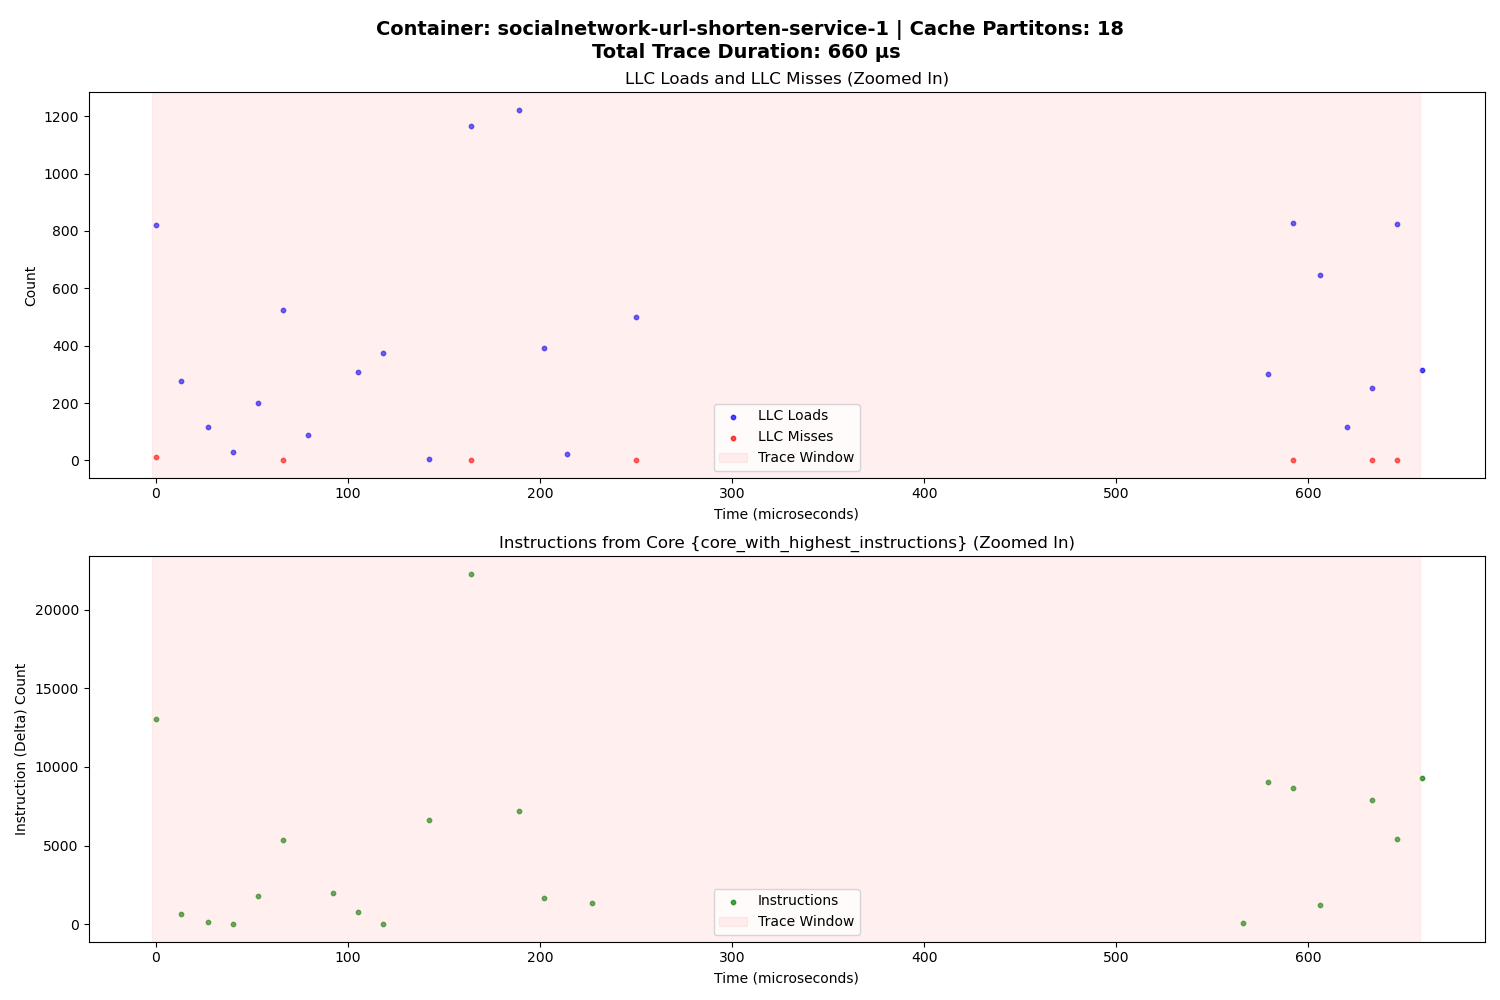 Container: socialnetwork-url-shorten-service-1 | Cache Partitons: 18
Total Trace Duration: 660 µs
LLC Loads and LLC Misses (Zoomed In)
Count
1200
1000
800
600
400
200
0
LLC Loads
LLC Misses
Trace Window
0 100 200 300 400 500 600
Time (microseconds)
Instructions from Core {core_with_highest_instructions} (Zoomed In)
Instruction (Delta) Count
20000
15000
10000
5000
0
Instructions
Trace Window
0 100 200 300 400 500 600
Time (microseconds)